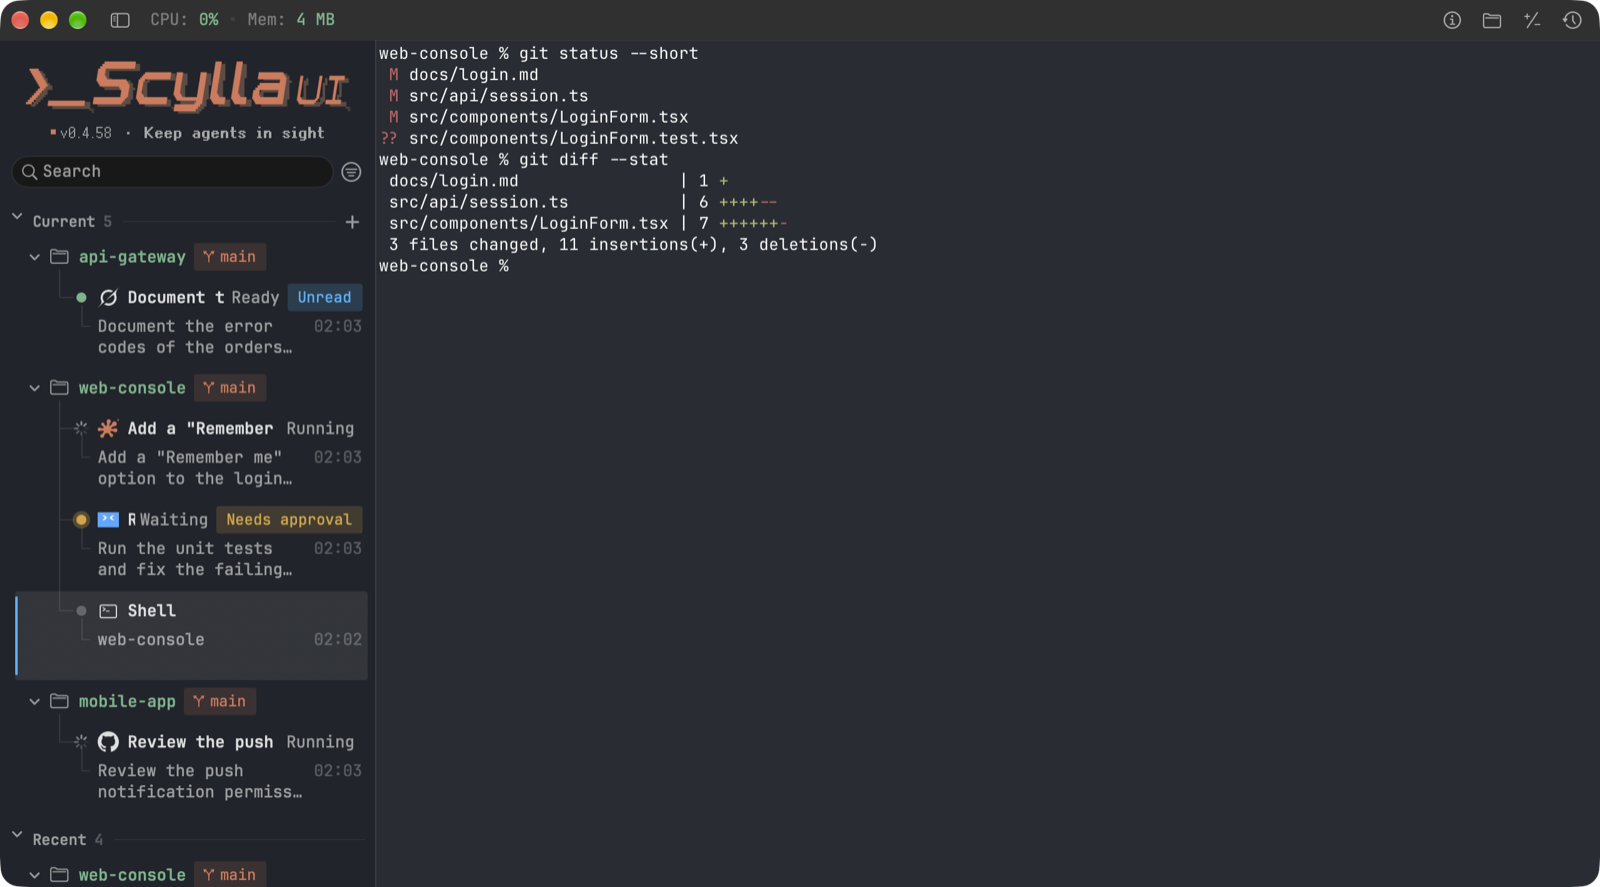 CPU: 0% • Mem: 4 MB
>_Scylla UI
v0.4.58 · Keep agents in sight
Search
Current 5
api-gateway main
Document t Ready Unread
Document the error 02:03
codes of the orders…
web-console main
Add a "Remember Running
Add a "Remember me" 02:03
option to the login…
R Waiting Needs approval
Run the unit tests 02:03
and fix the failing…
Shell
web-console 02:02
mobile-app main
Review the push Running
Review the push 02:03
notification permiss…
Recent 4
web-console main
web-console % git status --short
 M docs/login.md
 M src/api/session.ts
 M src/components/LoginForm.tsx
?? src/components/LoginForm.test.tsx
web-console % git diff --stat
 docs/login.md | 1 +
 src/api/session.ts | 6 ++++--
 src/components/LoginForm.tsx | 7 ++++++-
 3 files changed, 11 insertions(+), 3 deletions(-)
web-console %